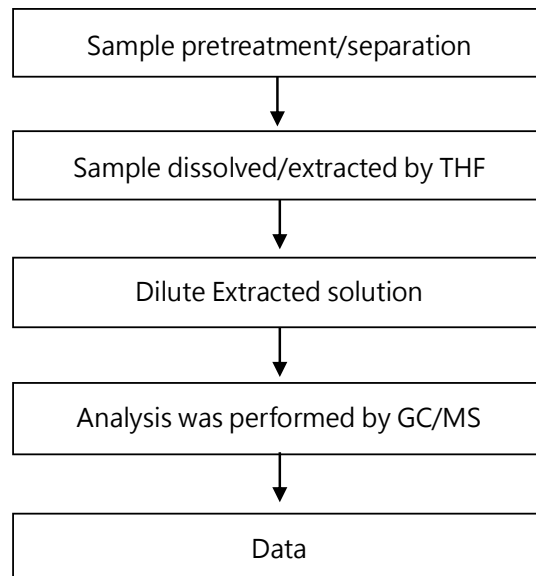 Sample pretreatment/separation
Sample dissolved/extracted by THF
Dilute Extracted solution
Analysis was performed by GC/MS
Data